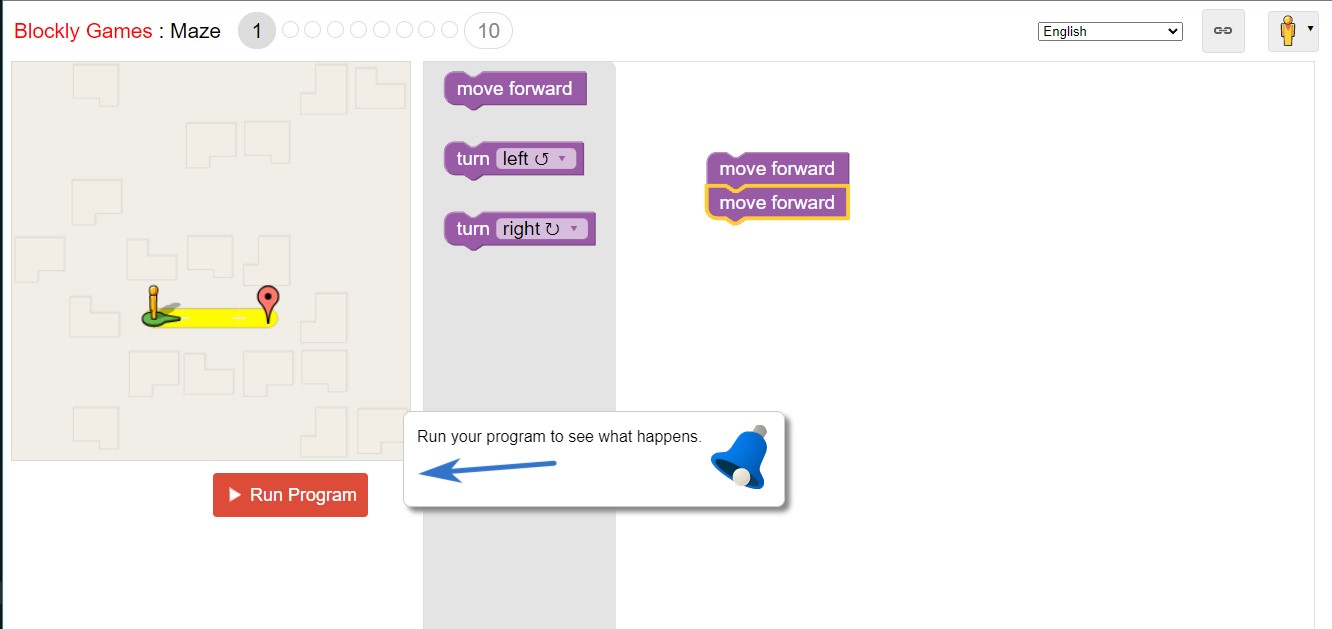 Blockly Games : Maze 1 10
English
move forward
turn left ↺ ▾
turn right ↻ ▾
move forward
move forward
Run your program to see what happens.
Run Program